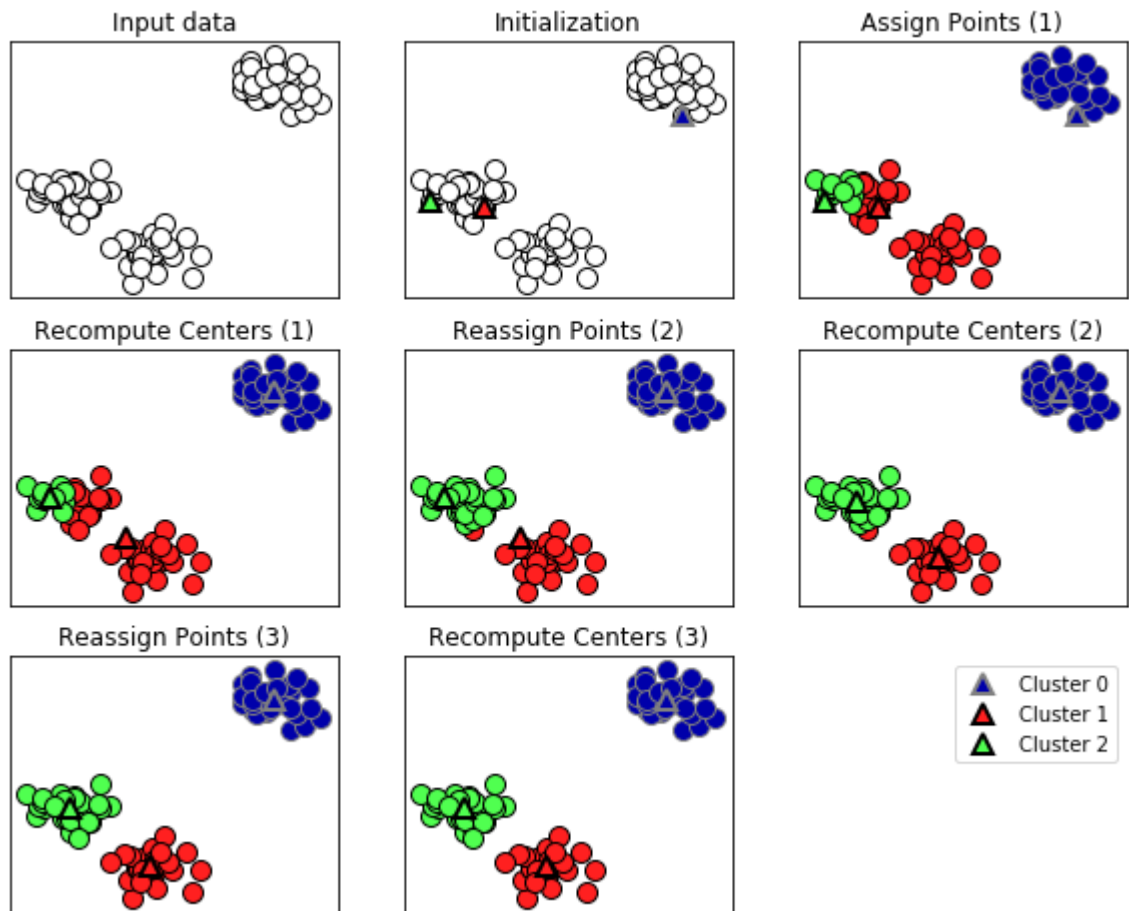 Input data
Initialization
Assign Points (1)
Recompute Centers (1)
Reassign Points (2)
Recompute Centers (2)
Reassign Points (3)
Recompute Centers (3)
Cluster 0
Cluster 1
Cluster 2